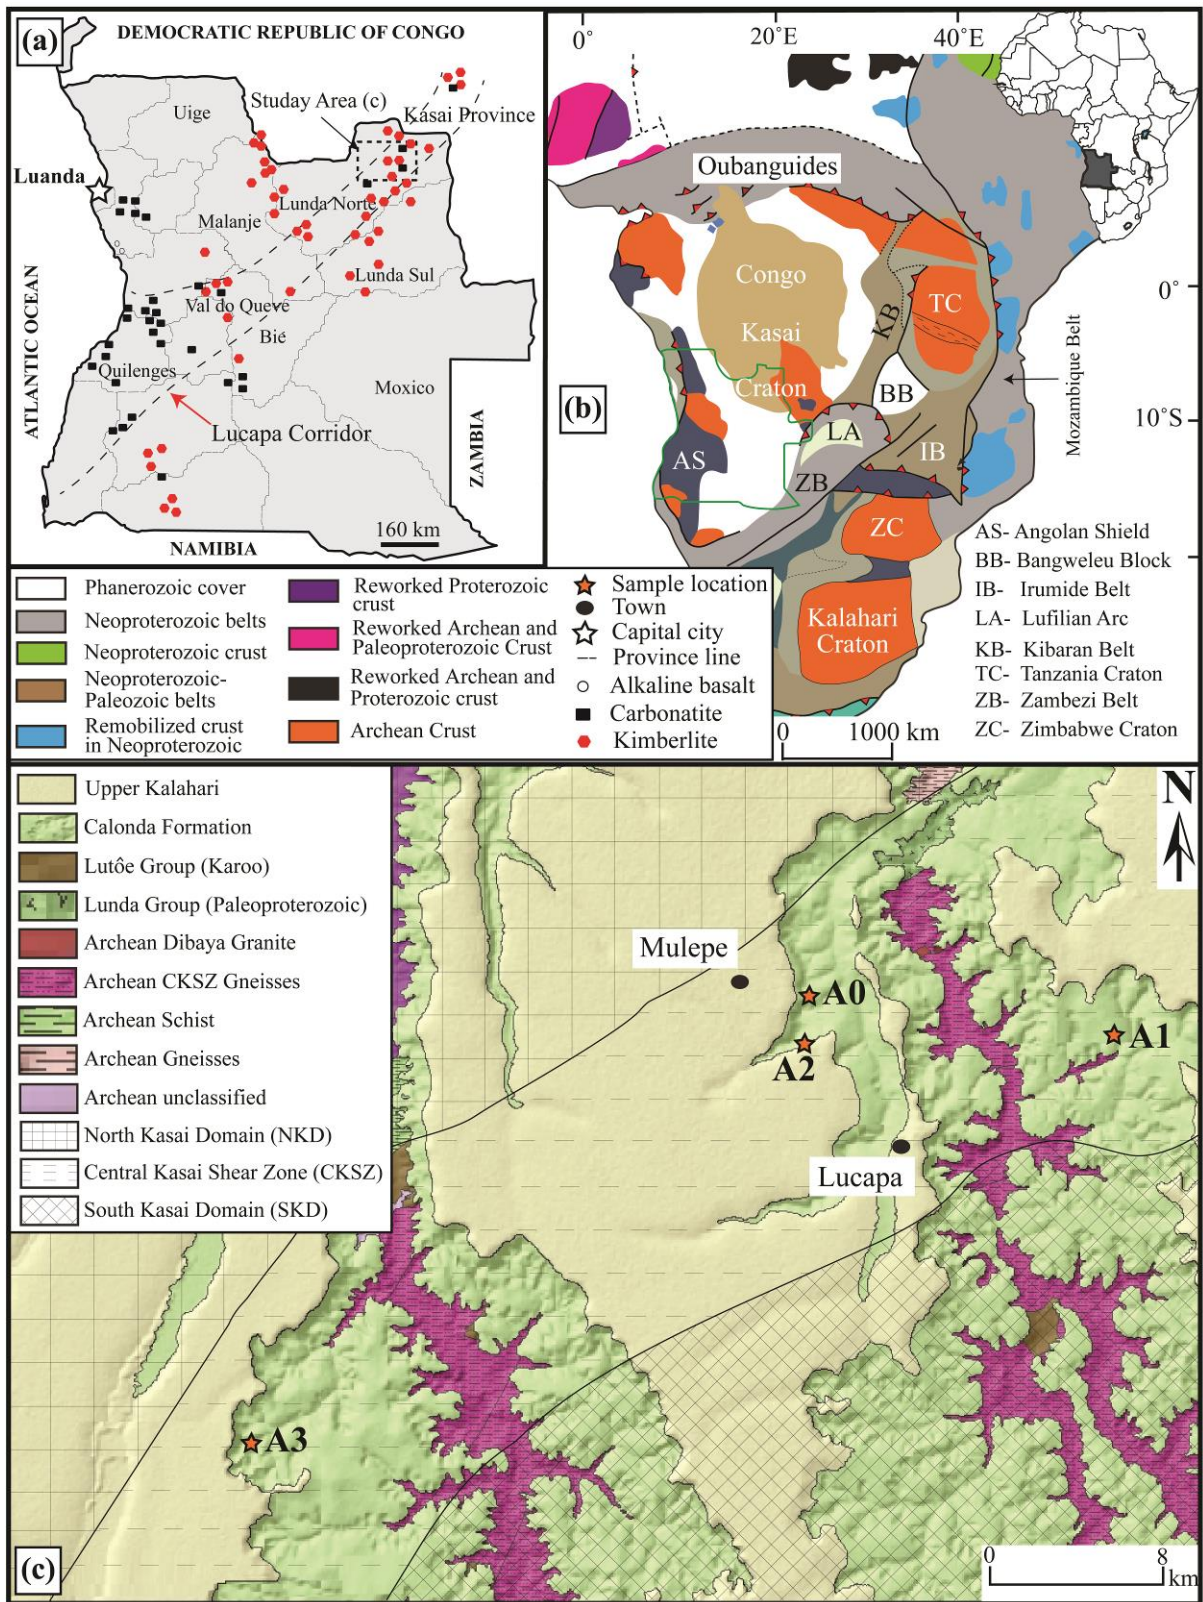 (a)
DEMOCRATIC REPUBLIC OF CONGO
Studay Area (c)
Kasai Province
Uige
Luanda
Malanje
Lunda Norte
Lunda Sul
Val do Queve
Bié
Quilenges
Moxico
Lucapa Corridor
ATLANTIC OCEAN
ZAMBIA
160 km
NAMIBIA
0°
20°E
40°E
Oubanguides
Congo
Kasai
Craton
KB
TC
0°
BB
(b)
LA
AS
ZB
IB
Mozambique Belt
10°S
ZC
Kalahari
Craton
0
1000 km
AS- Angolan Shield
BB- Bangweleu Block
IB- Irumide Belt
LA- Lufilian Arc
KB- Kibaran Belt
TC- Tanzania Craton
ZB- Zambezi Belt
ZC- Zimbabwe Craton
Phanerozoic cover
Neoproterozoic belts
Neoproterozoic crust
Neoproterozoic-
Paleozoic belts
Remobilized crust
in Neoproterozoic
Reworked Proterozoic
crust
Reworked Archean and
Paleoproterozoic Crust
Reworked Archean and
Proterozoic crust
Archean Crust
Sample location
Town
Capital city
Province line
Alkaline basalt
Carbonatite
Kimberlite
Upper Kalahari
Calonda Formation
Lutôe Group (Karoo)
Lunda Group (Paleoproterozoic)
Archean Dibaya Granite
Archean CKSZ Gneisses
Archean Schist
Archean Gneisses
Archean unclassified
North Kasai Domain (NKD)
Central Kasai Shear Zone (CKSZ)
South Kasai Domain (SKD)
N
Mulepe
A0
A1
A2
Lucapa
A3
(c)
0
8
km